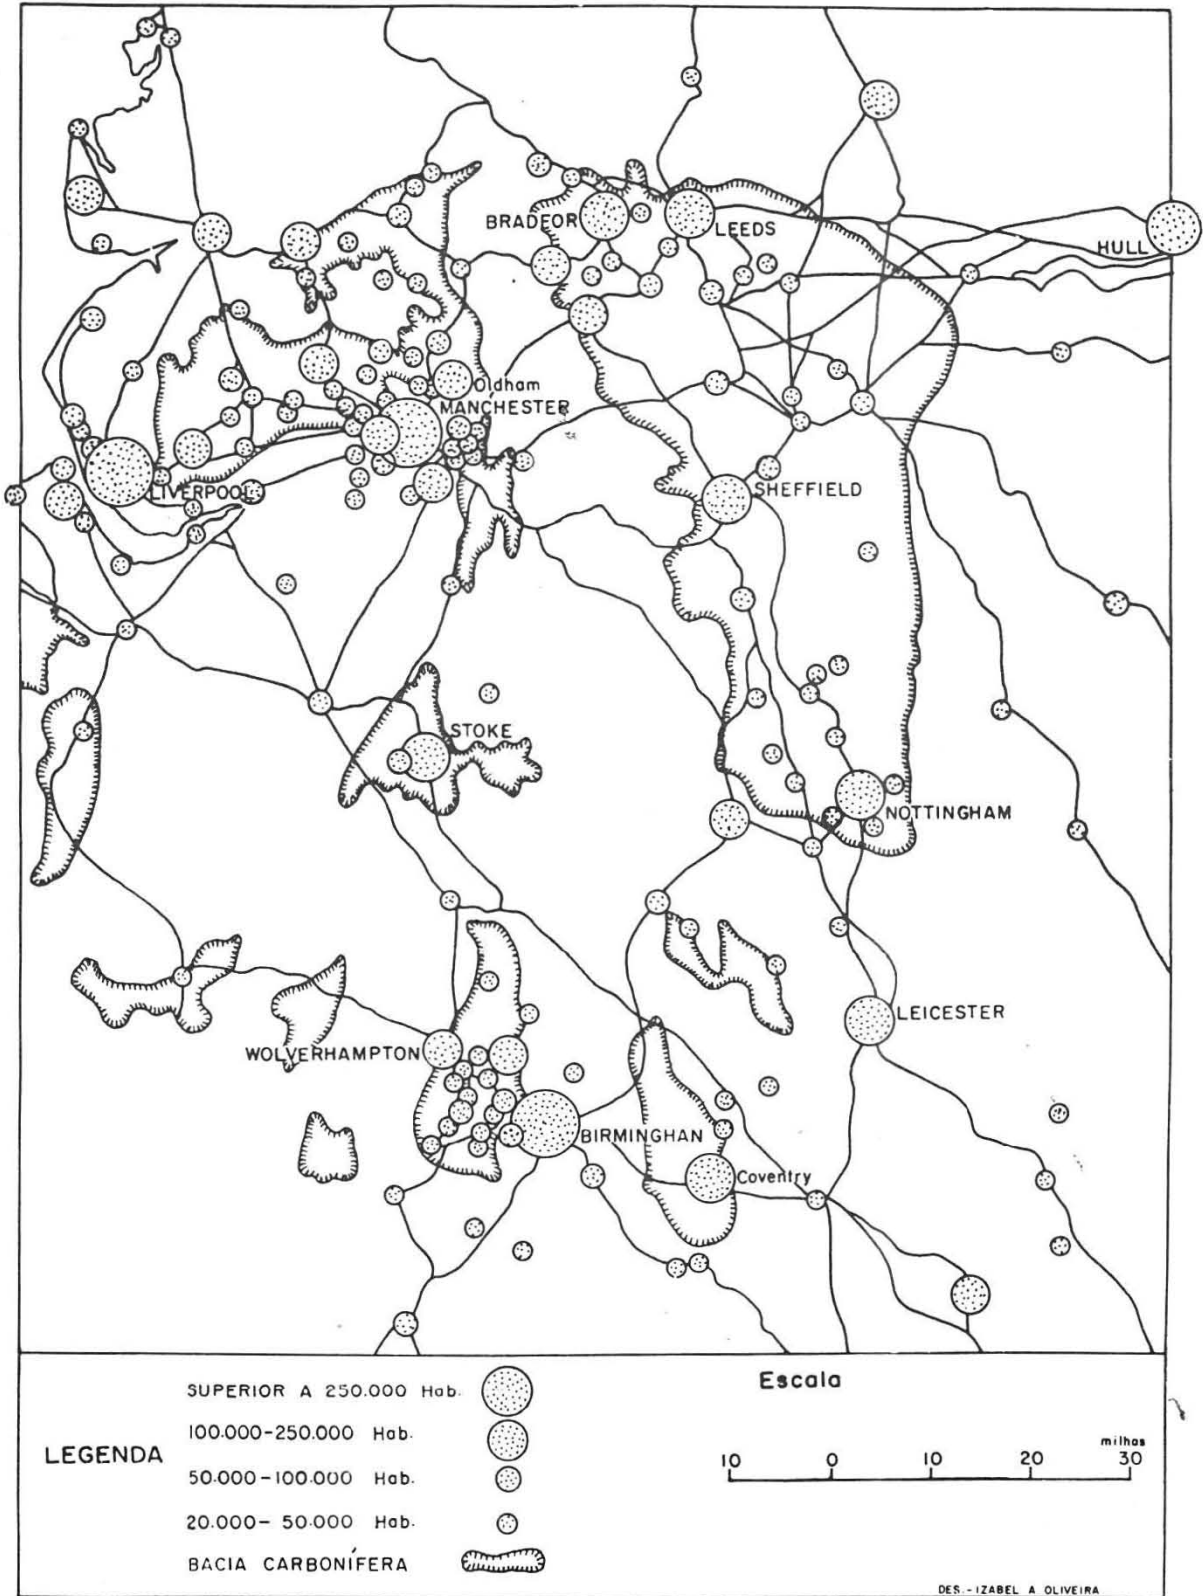 BRADFOR
LEEDS
HULL
Oldham
MANCHESTER
LIVERPOOL
SHEFFIELD
STOKE
NOTTINGHAM
LEICESTER
WOLVERHAMPTON
BIRMINGHAN
Coventry
LEGENDA
SUPERIOR A 250.000 Hab.
100.000-250.000 Hab.
50.000-100.000 Hab.
20.000- 50.000 Hab.
BACIA CARBONÍFERA
Escala
milhas
10 0 10 20 30
DES.- IZABEL A OLIVEIRA